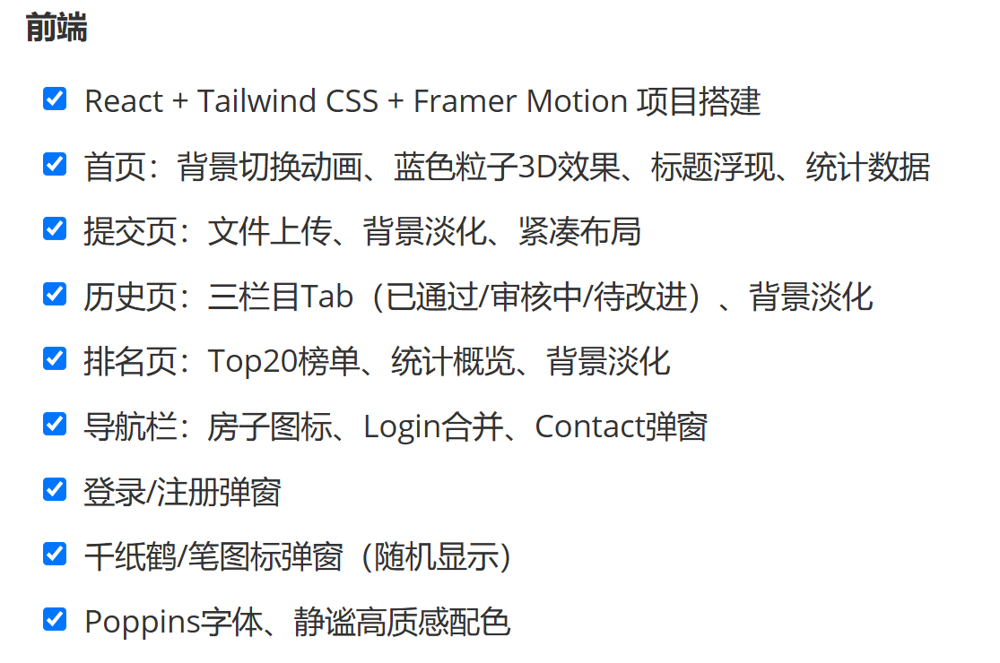 前端
React + Tailwind CSS + Framer Motion 项目搭建
首页：背景切换动画、蓝色粒子3D效果、标题浮现、统计数据
提交页：文件上传、背景淡化、紧凑布局
历史页：三栏目Tab（已通过/审核中/待改进）、背景淡化
排名页：Top20榜单、统计概览、背景淡化
导航栏：房子图标、Login合并、Contact弹窗
登录/注册弹窗
千纸鹤/笔图标弹窗（随机显示）
Poppins字体、静谧高质感配色